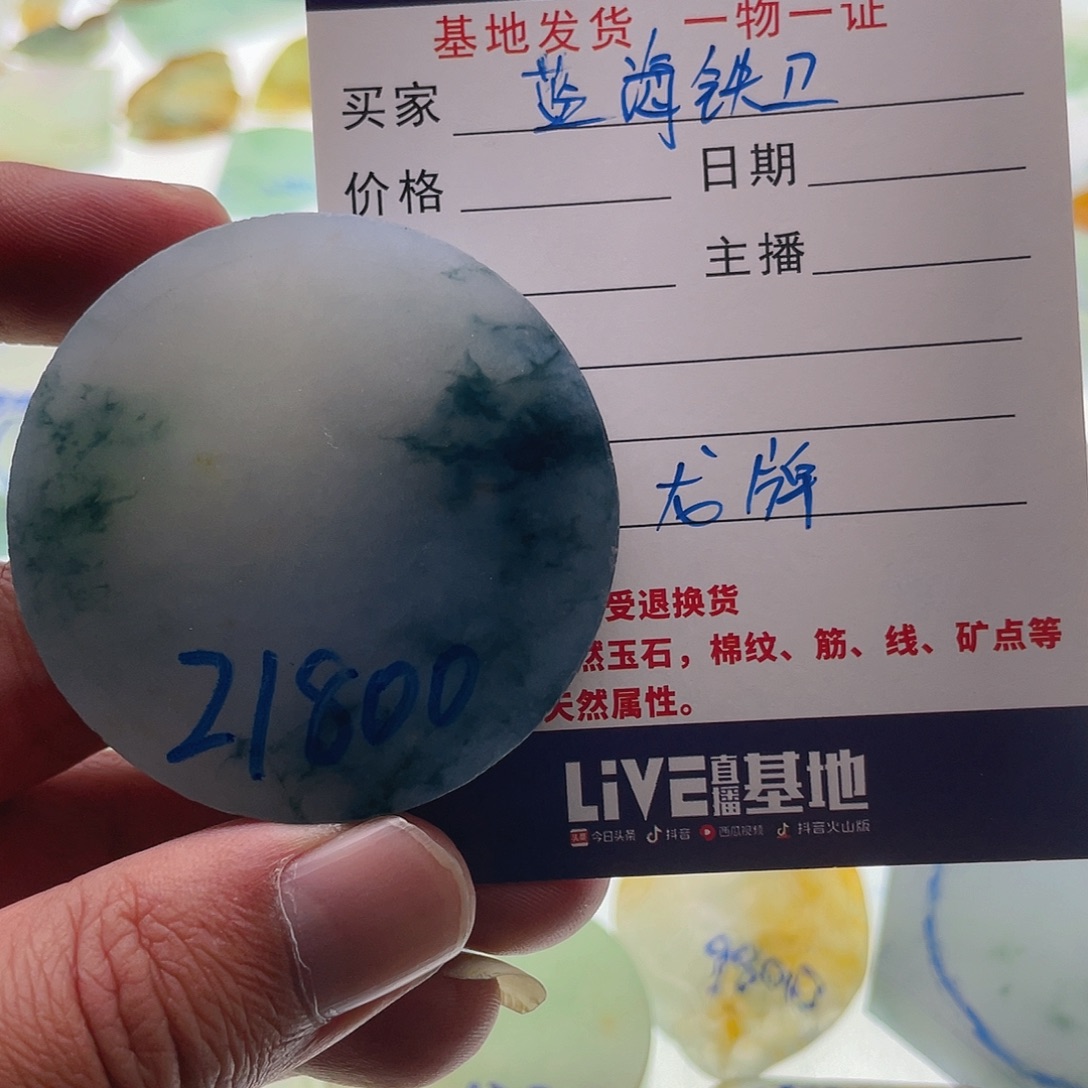 基地发货 一物一证
买家 蓝海铁卫
价格
日期
主播
龙牌
受退换货
然玉石，棉纹、筋、线、矿点等
天然属性。
21800
LiVE直播基地
头条 今日头条 抖音 西瓜视频 抖音火山版